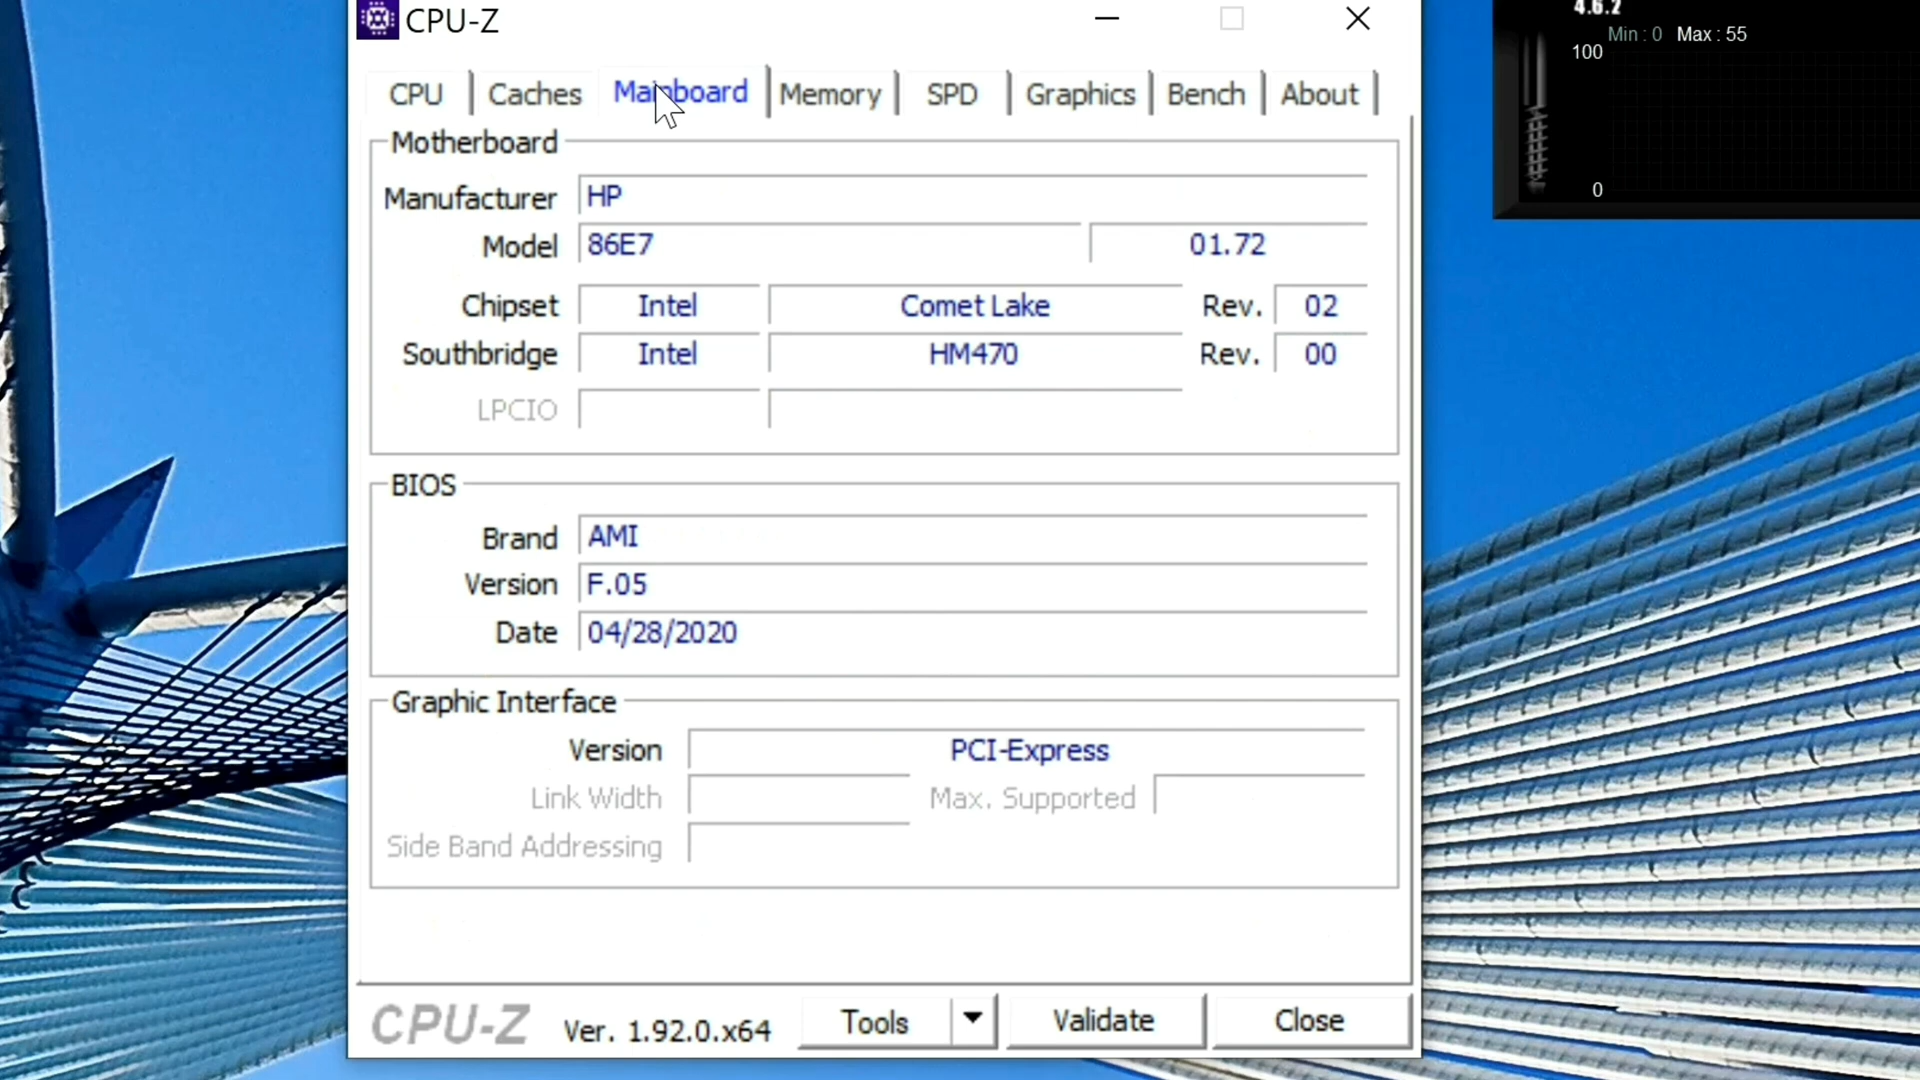 CPU-Z
4.6.2
Min : 0 Max : 55
100
0
CPU Caches Mainboard Memory SPD Graphics Bench About
Motherboard
Manufacturer HP
Model 86E7 01.72
Chipset Intel Comet Lake Rev. 02
Southbridge Intel HM470 Rev. 00
LPCIO
BIOS
Brand AMI
Version F.05
Date 04/28/2020
Graphic Interface
Version PCI-Express
Link Width Max. Supported
Side Band Addressing
CPU-Z Ver. 1.92.0.x64 Tools Validate Close